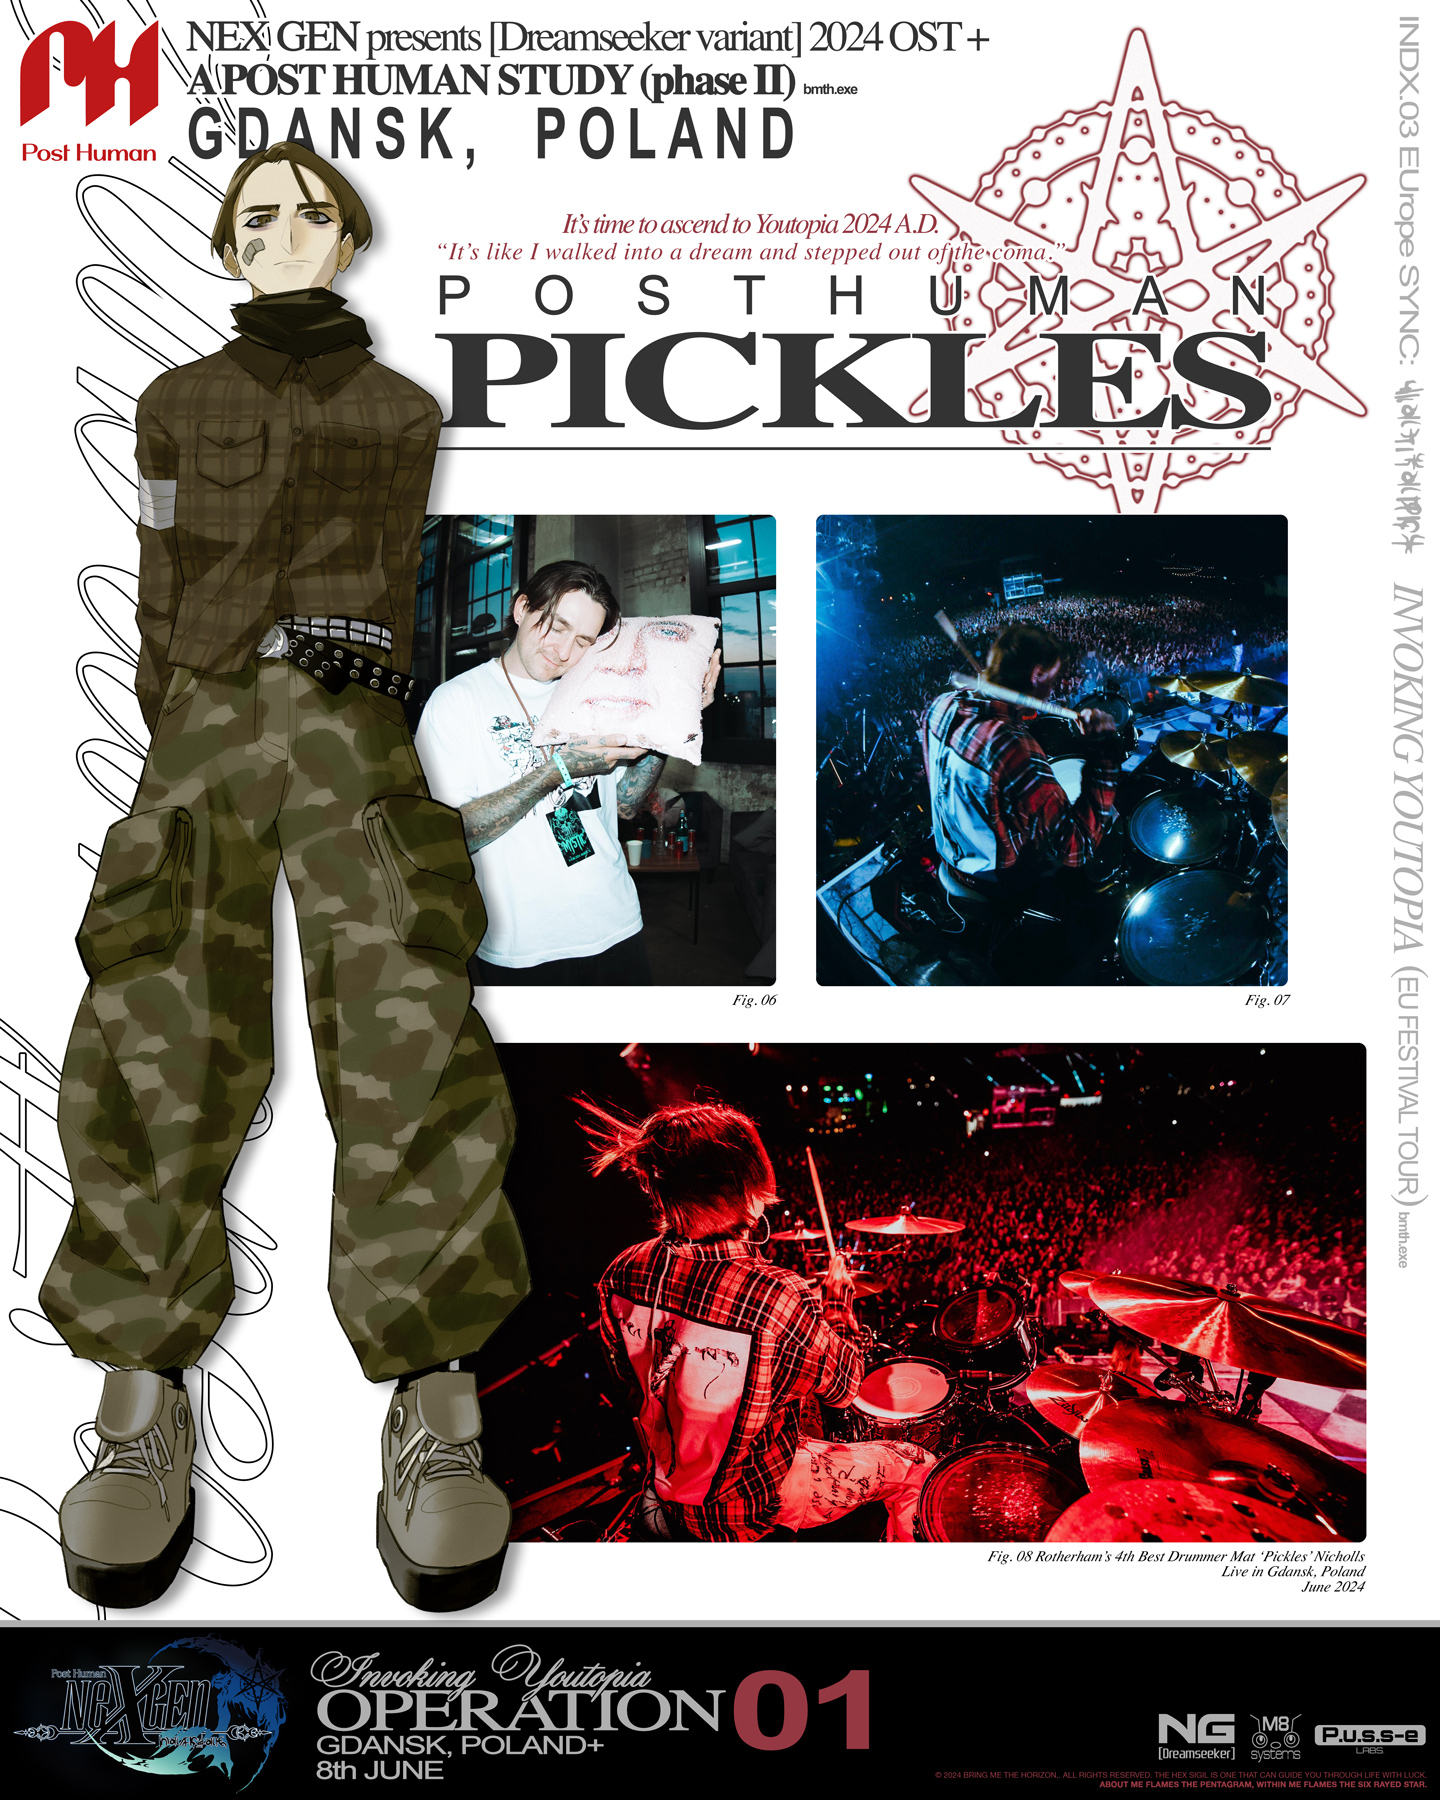 Post Human
NEX GEN presents [Dreamseeker variant] 2024 OST +
A POST HUMAN STUDY (phase II) bmth.exe
GDANSK, POLAND
It's time to ascend to Youtopia 2024 A.D.
“It's like I walked into a dream and stepped out of the coma.”
POST HUMAN
PICKLES
MYSTIC
Fig. 06
Fig. 07
Fig. 08 Rotherham's 4th Best Drummer Mat ‘Pickles’ Nicholls
Live in Gdansk, Poland
June 2024
INDX.03 EUrope SYNC:
INVOKING YOUTOPIA (EU FESTIVAL TOUR) bmth.exe
Post Human
NeXGEn
Invoking Youtopia
OPERATION 01
GDANSK, POLAND+
8th JUNE
NG
[Dreamseeker]
M8
systems
P.u.s.s-e
LABS
© 2024 BRING ME THE HORIZON,. ALL RIGHTS RESERVED. THE HEX SIGIL IS ONE THAT CAN GUIDE YOU THROUGH LIFE WITH LUCK.
ABOUT ME FLAMES THE PENTAGRAM, WITHIN ME FLAMES THE SIX RAYED STAR.